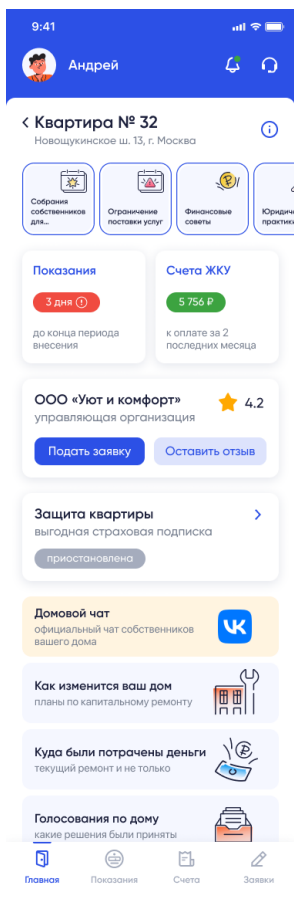 9:41
Андрей
Квартира № 32
Новощукинское ш. 13, г. Москва
Собрания
собственников
для...
Ограничение
поставки услуг
Финансовые
советы
Юридиче
практик
Показания
3 дня
до конца периода
внесения
Счета ЖКУ
5 756 ₽
к оплате за 2
последних месяца
ООО «Уют и комфорт»
4.2
управляющая организация
Подать заявку
Оставить отзыв
Защита квартиры
выгодная страховая подписка
приостановлена
Домовой чат
официальный чат собственников
вашего дома
Как изменится ваш дом
планы по капитальному ремонту
Куда были потрачены деньги
текущий ремонт и не только
Голосования по дому
какие решения были приняты
Главная
Показания
Счета
Заявки